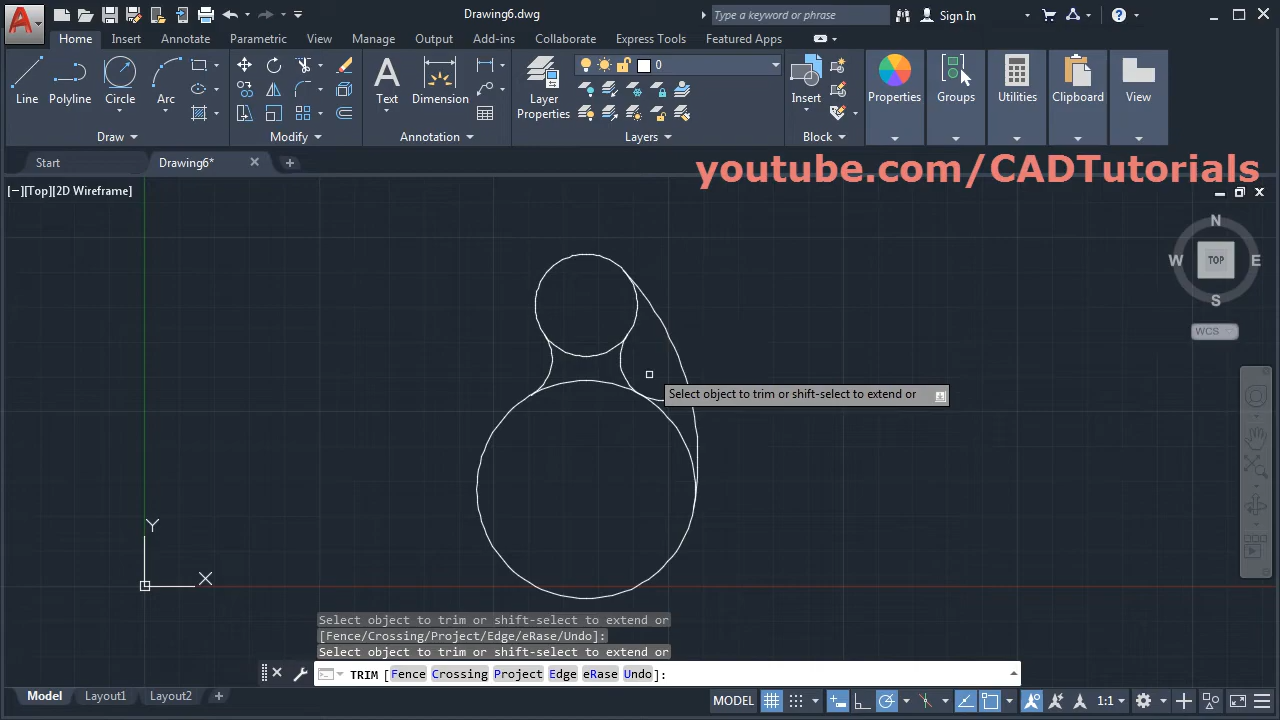 Drawing6.dwg
Type a keyword or phrase
Sign In
Home Insert Annotate Parametric View Manage Output Add-ins Collaborate Express Tools Featured Apps
Line Polyline Circle Arc
Text Dimension
Layer Properties
0
Insert
Properties Groups Utilities Clipboard View
Draw Modify Annotation Layers Block
Start Drawing6*
youtube.com/CADTutorials
[−][Top][2D Wireframe]
N
W TOP E
S
WCS
Select object to trim or shift-select to extend or
Y
X
Select object to trim or shift-select to extend or
[Fence/Crossing/Project/Edge/eRase/Undo]:
Select object to trim or shift-select to extend or
TRIM [Fence Crossing Project Edge eRase Undo]:
Model Layout1 Layout2
MODEL 1:1